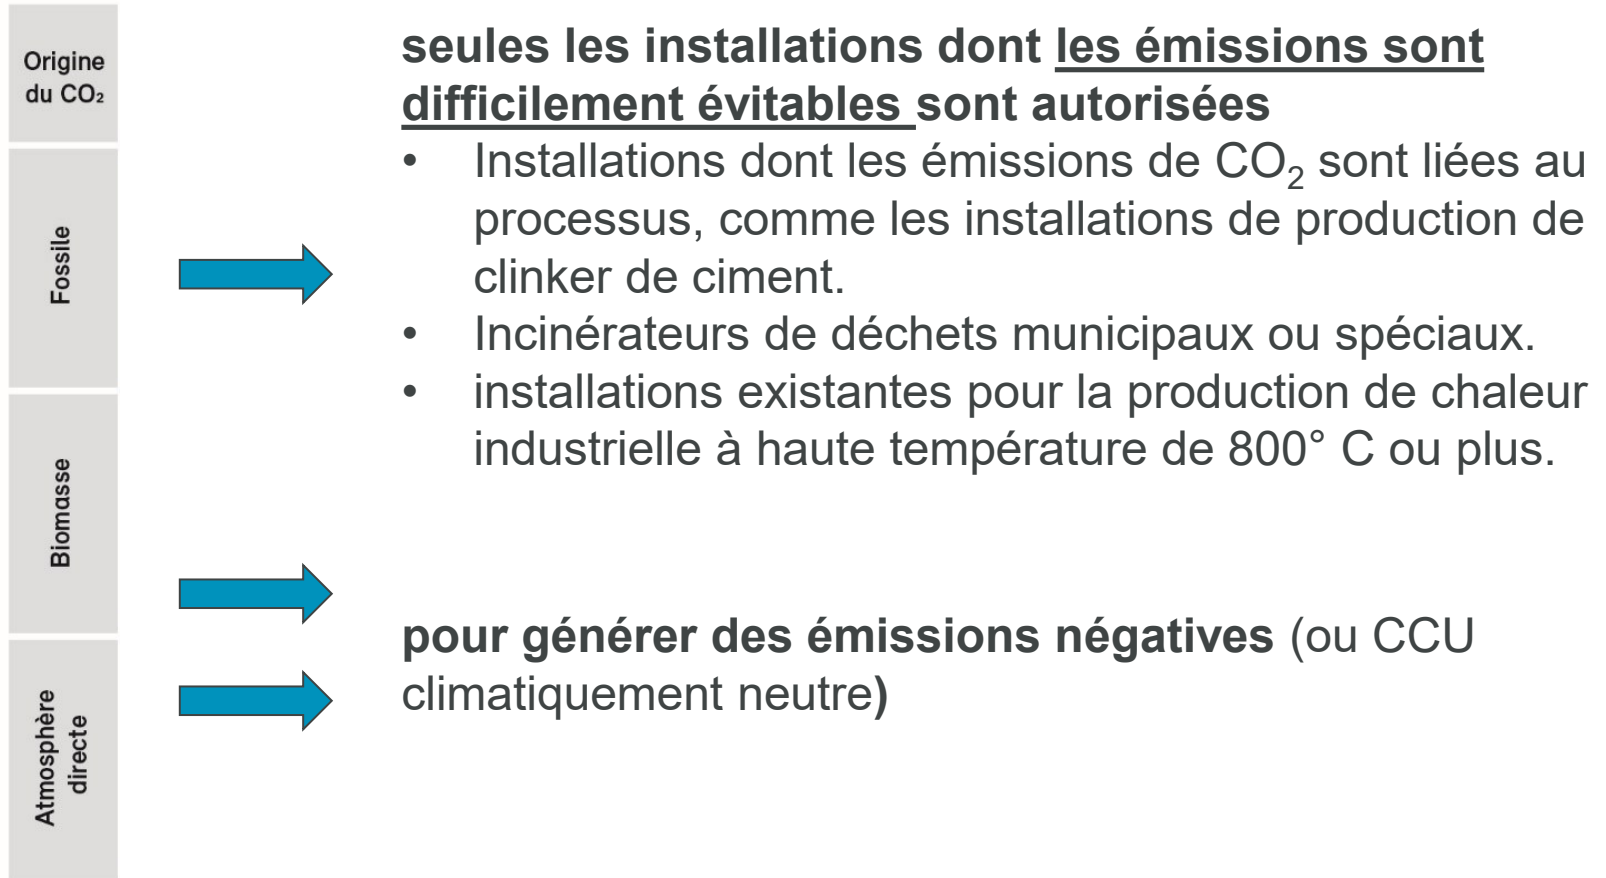 Origine
du CO₂
seules les installations dont les émissions sont
difficilement évitables sont autorisées
Fossile
• Installations dont les émissions de CO₂ sont liées au
processus, comme les installations de production de
clinker de ciment.
• Incinérateurs de déchets municipaux ou spéciaux.
• installations existantes pour la production de chaleur
industrielle à haute température de 800° C ou plus.
Biomasse
Atmosphère
directe
pour générer des émissions négatives (ou CCU
climatiquement neutre)